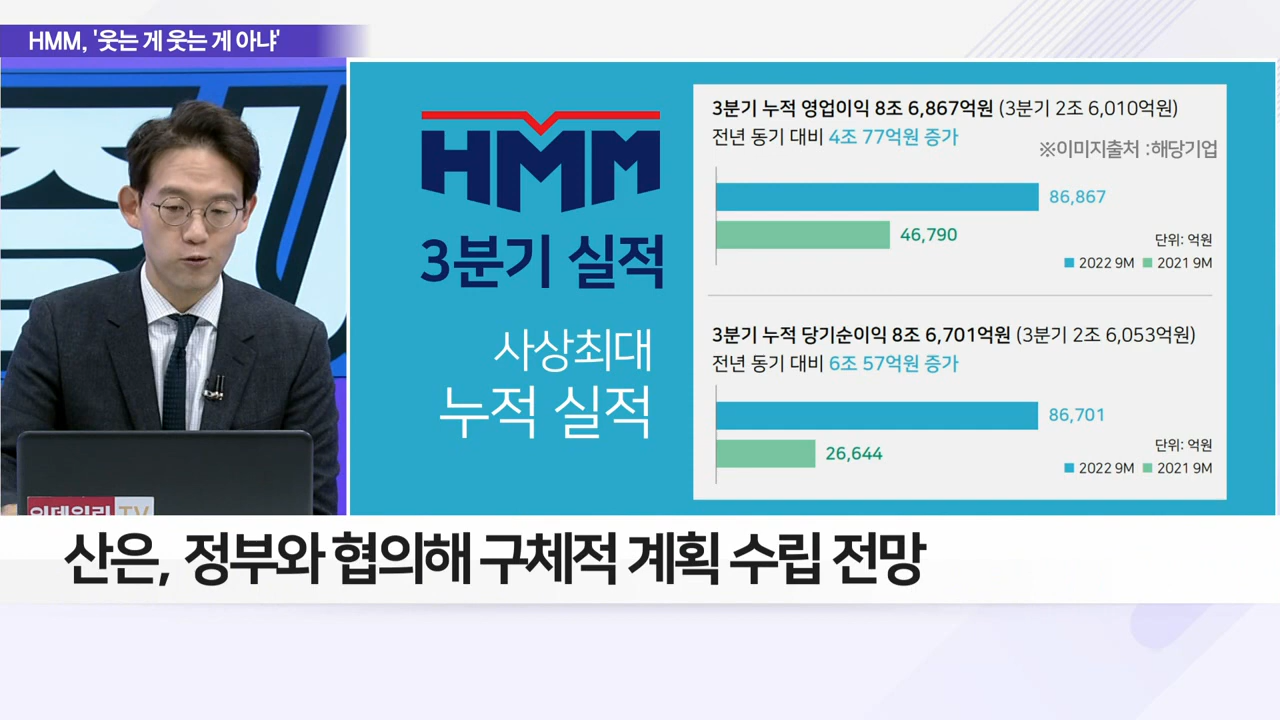 HMM, '웃는 게 웃는 게 아냐'
HMM
3분기 실적
사상최대
누적 실적
3분기 누적 영업이익 8조 6,867억원 (3분기 2조 6,010억원)
전년 동기 대비 4조 77억원 증가
※이미지출처 :해당기업
86,867
46,790
단위: 억원
2022 9M 2021 9M
3분기 누적 당기순이익 8조 6,701억원 (3분기 2조 6,053억원)
전년 동기 대비 6조 57억원 증가
86,701
26,644
단위: 억원
2022 9M 2021 9M
이데일리 TV
산은, 정부와 협의해 구체적 계획 수립 전망